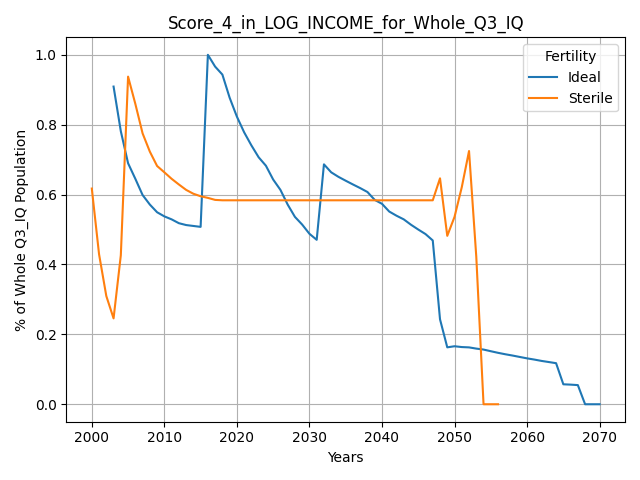 Score_4_in_LOG_INCOME_for_Whole_Q3_IQ
% of Whole Q3_IQ Population
1.0
0.8
0.6
0.4
0.2
0.0
Fertility
Ideal
Sterile
2000 2010 2020 2030 2040 2050 2060 2070
Years